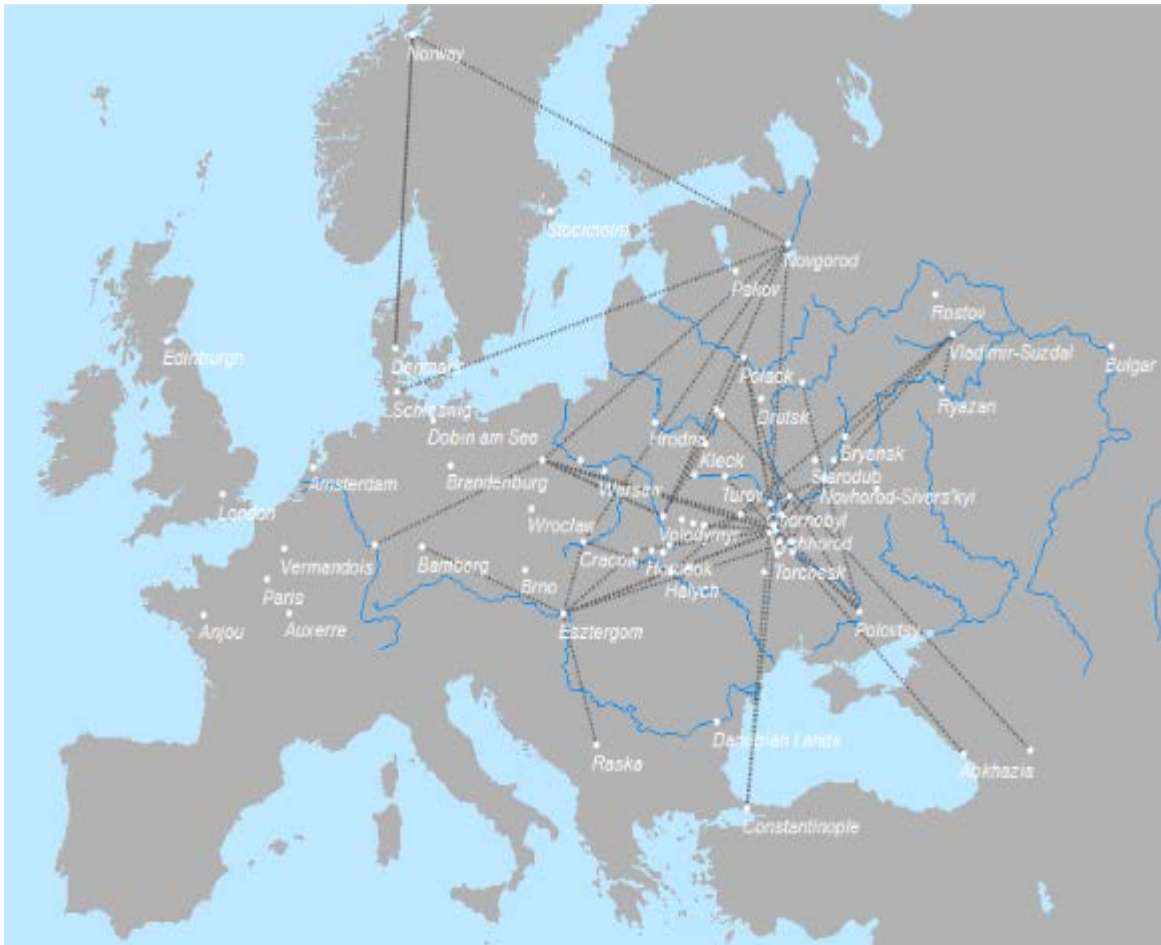 Norway
Stockholm
Novgorod
Pskov
Rostov
Edinburgh
Vladimir-Suzdal
Denmark
Bulgar
Polack
Schleswig
Ryazan
Drutsk
Dobin am See
Hrodna
Bryansk
Kleck
Amsterdam
Brandenburg
Warsaw
Starodub
London
Turov
Novhorod-Sivers'kyi
Wrocław
Volodymyr
Vermandois
Bamberg
Cracow
Brno
Torchesk
Paris
Halych
Anjou
Auxerre
Esztergom
Polovtsy
Danubian Lands
Raska
Abkhazia
Constantinople